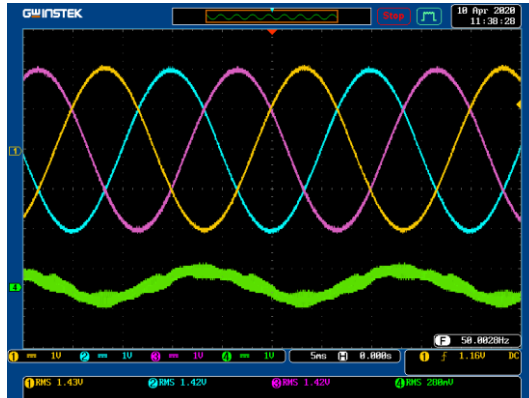 GWINSTEK
Stop
10 Apr 2020
11:38:28
1
4
F 50.0028Hz
1 1V 2 1V 3 1V 4 1V 5ms H 0.000s 1 1.16V DC
1 RMS 1.43V 2 RMS 1.42V 3 RMS 1.42V 4 RMS 280mV